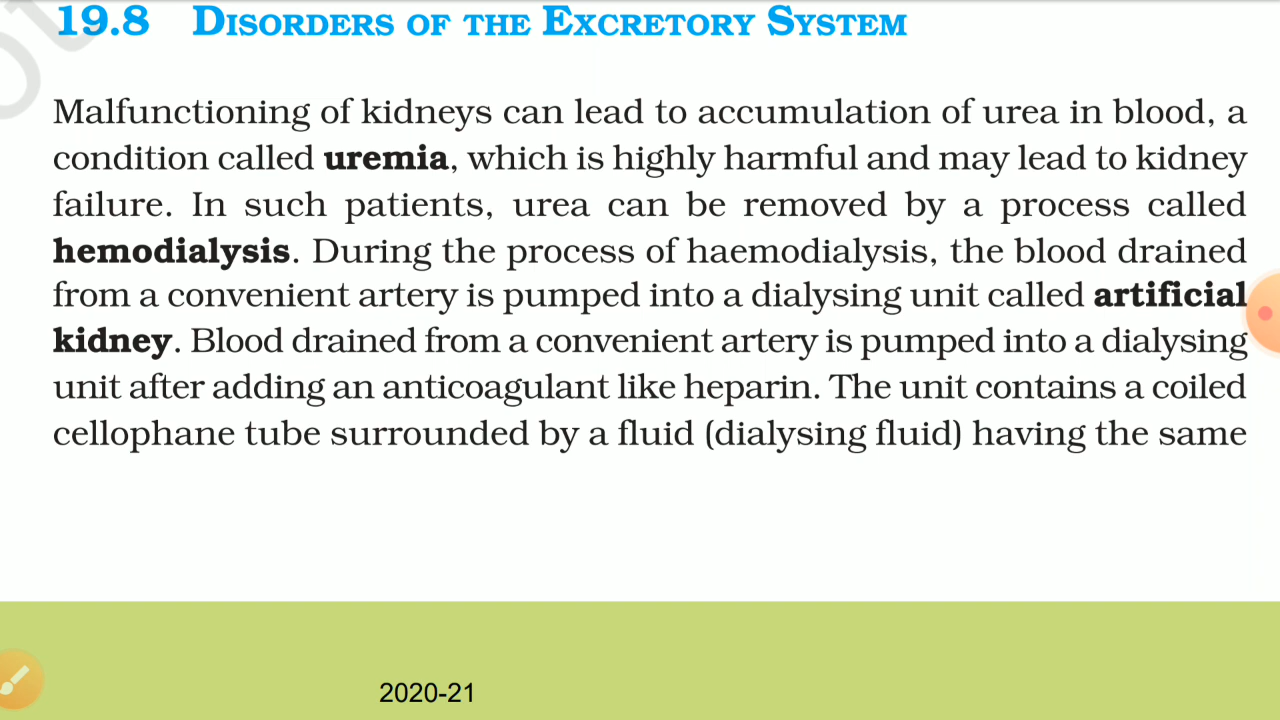 19.8 Disorders of the Excretory System
Malfunctioning of kidneys can lead to accumulation of urea in blood, a
condition called uremia, which is highly harmful and may lead to kidney
failure. In such patients, urea can be removed by a process called
hemodialysis. During the process of haemodialysis, the blood drained
from a convenient artery is pumped into a dialysing unit called artificial
kidney. Blood drained from a convenient artery is pumped into a dialysing
unit after adding an anticoagulant like heparin. The unit contains a coiled
cellophane tube surrounded by a fluid (dialysing fluid) having the same
2020-21